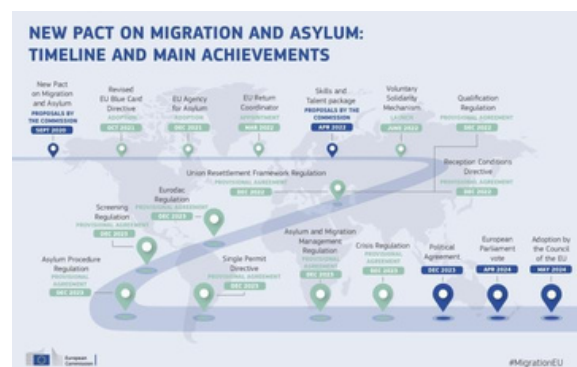 NEW PACT ON MIGRATION AND ASYLUM:
TIMELINE AND MAIN ACHIEVEMENTS
New Pact
on Migration
and Asylum
PROPOSALS BY
THE COMMISSION
SEPT 2020
Revised
EU Blue Card
Directive
ADOPTION
OCT 2021
EU Agency
for Asylum
ADOPTION
DEC 2021
EU Return
Coordinator
APPOINTMENT
MAR 2022
Skills and
Talent package
PROPOSALS BY THE
COMMISSION
APR 2022
Voluntary
Solidarity
Mechanism
LAUNCH
JUNE 2022
Qualification
Regulation
PROVISIONAL AGREEMENT
DEC 2022
Reception Conditions
Directive
PROVISIONAL AGREEMENT
DEC 2022
Union Resettlement Framework Regulation
PROVISIONAL AGREEMENT
DEC 2022
Eurodac
Regulation
PROVISIONAL AGREEMENT
DEC 2023
Screening
Regulation
PROVISIONAL AGREEMENT
DEC 2023
Asylum Procedure
Regulation
PROVISIONAL
AGREEMENT
DEC 2023
Single Permit
Directive
PROVISIONAL AGREEMENT
DEC 2023
Asylum and Migration
Management
Regulation
PROVISIONAL
AGREEMENT
DEC 2023
Crisis Regulation
PROVISIONAL
AGREEMENT
DEC 2023
Political
Agreement
DEC 2023
European
Parliament
vote
APR 2024
Adoption by
the Council
of the EU
MAY 2024
European
Commission
#MigrationEU